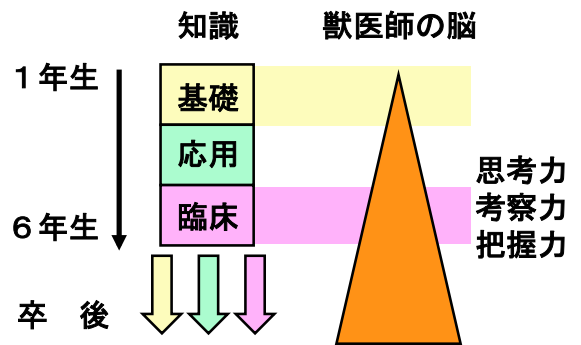 知識
獣医師の脳
１年生
基礎
応用
臨床
６年生
思考力
考察力
把握力
卒　後